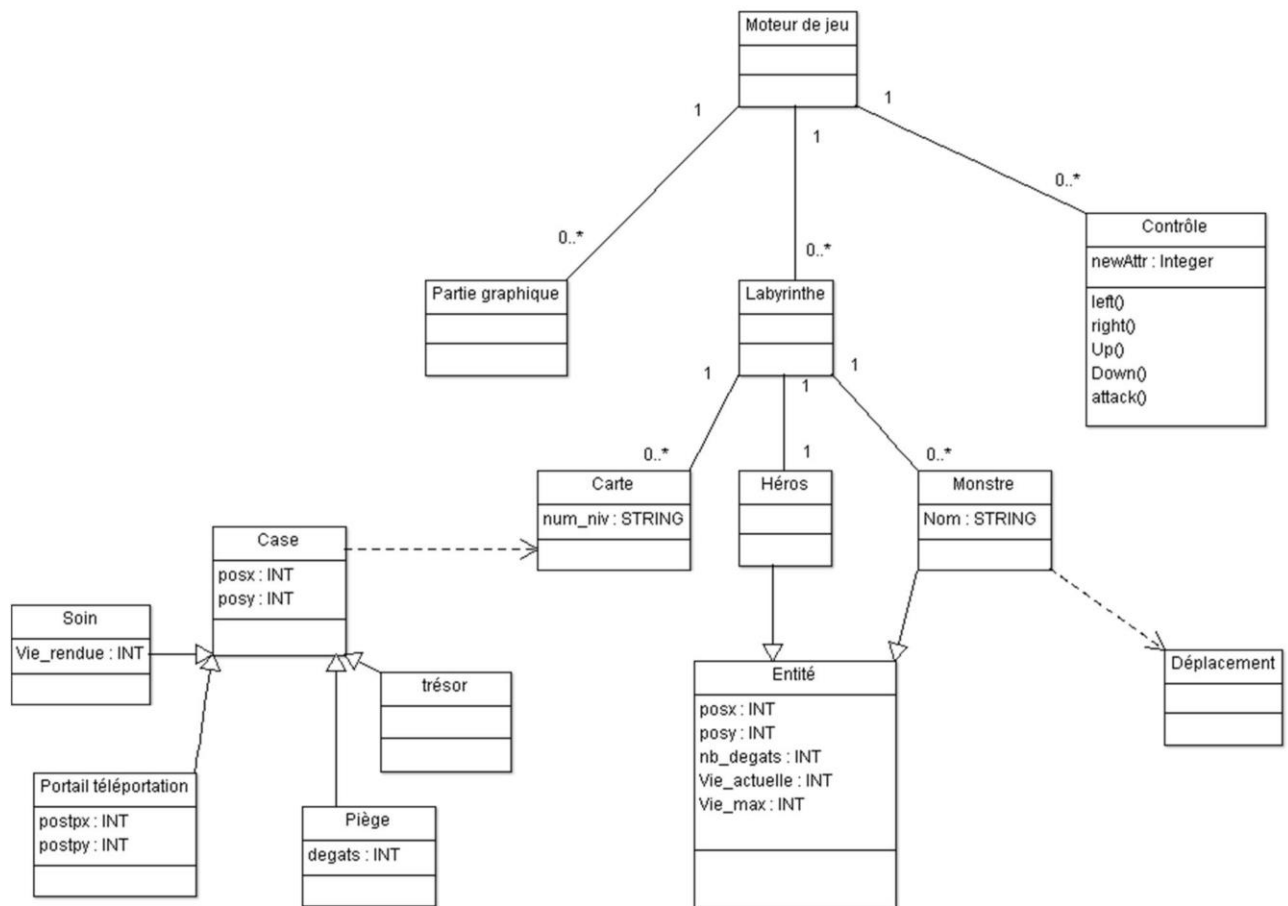 Moteur de jeu
1
1
1
0..*
0..*
0..*
Contrôle
newAttr : Integer
left()
right()
Up()
Down()
attack()
Partie graphique
Labyrinthe
1
1
1
0..*
1
0..*
Carte
num_niv : STRING
Héros
Monstre
Nom : STRING
Case
posx : INT
posy : INT
Soin
Vie_rendue : INT
trésor
Entité
posx : INT
posy : INT
nb_degats : INT
Vie_actuelle : INT
Vie_max : INT
Déplacement
Portail téléportation
postpx : INT
postpy : INT
Piège
degats : INT